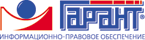 ГАРАНТ®
ИНФОРМАЦИОННО-ПРАВОВОЕ ОБЕСПЕЧЕНИЕ